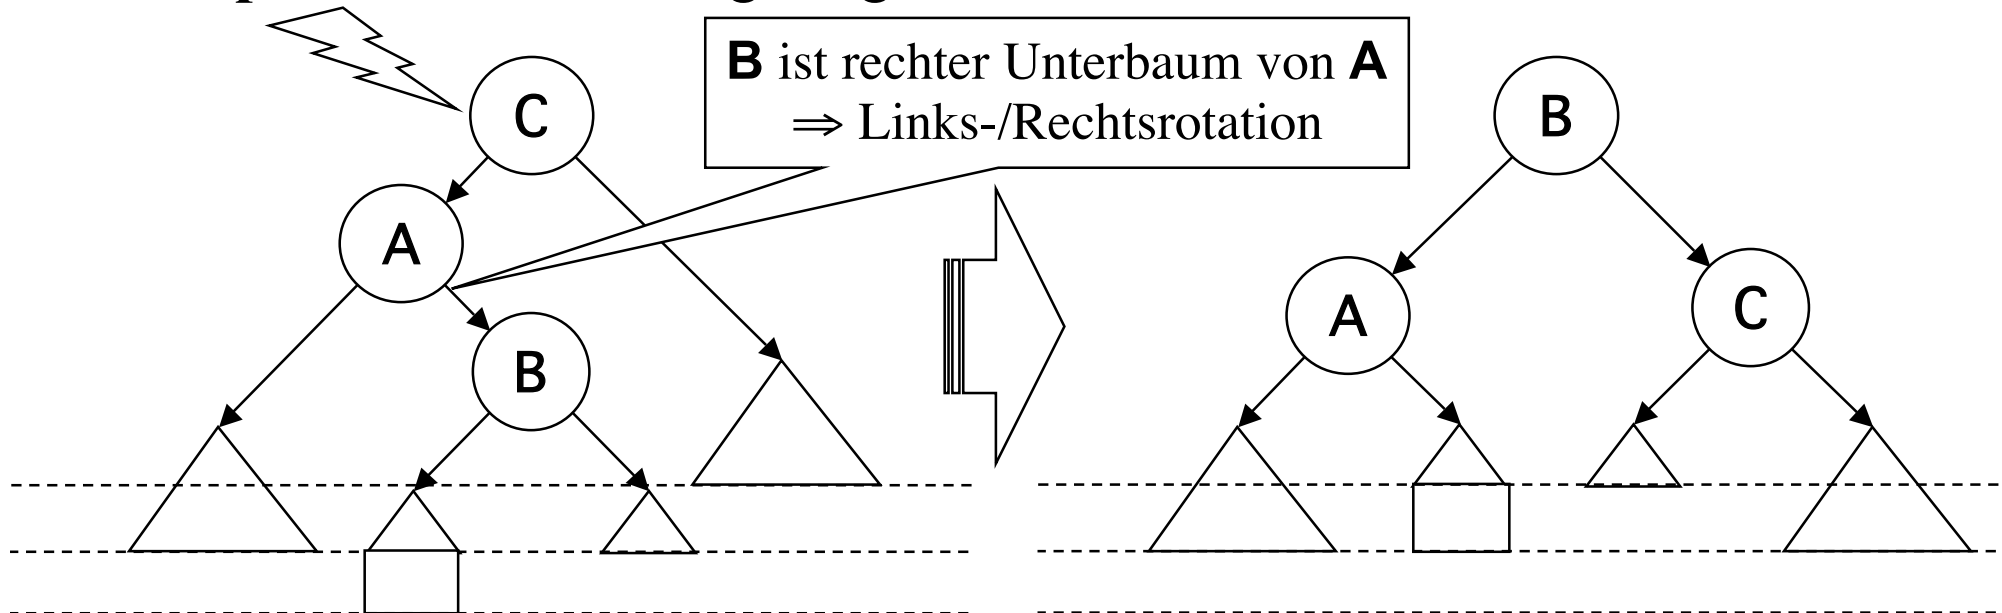 C
B ist rechter Unterbaum von A
⇒ Links-/Rechtsrotation
B
A
A
C
B